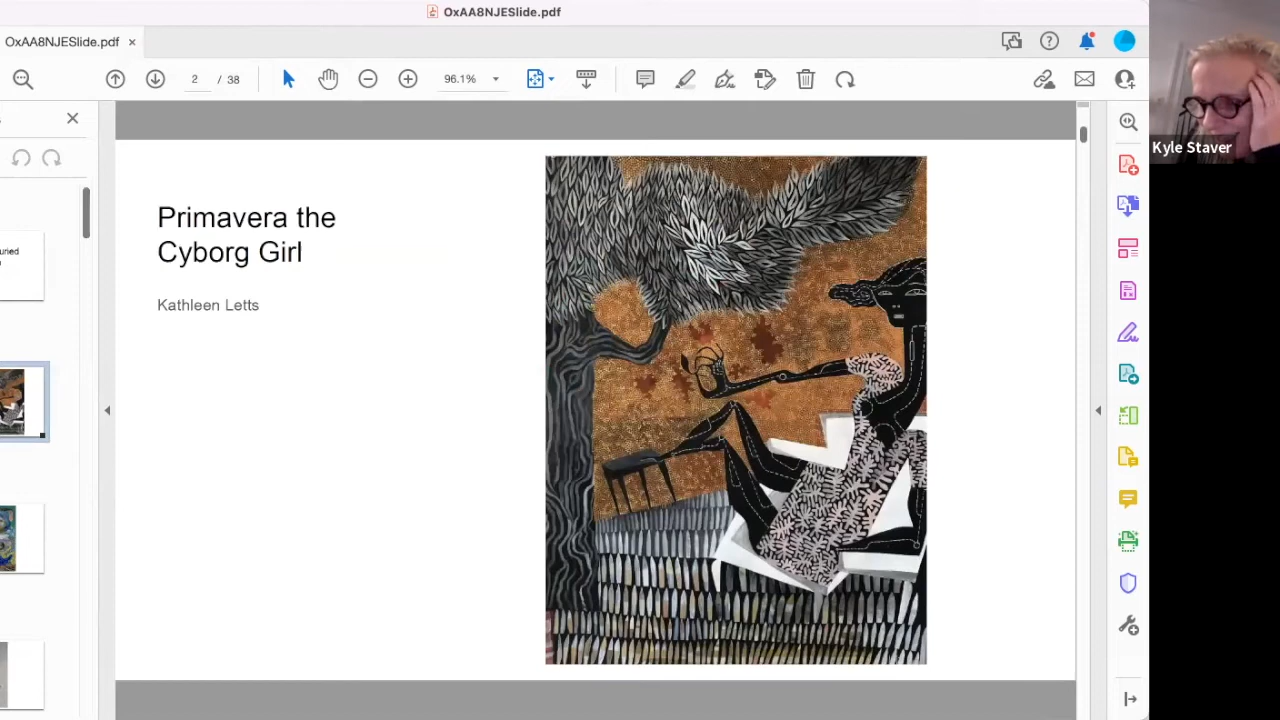 OxAA8NJESlide.pdf
OxAA8NJESlide.pdf
2 / 38
96.1%
Kyle Staver
Primavera the
Cyborg Girl
Kathleen Letts